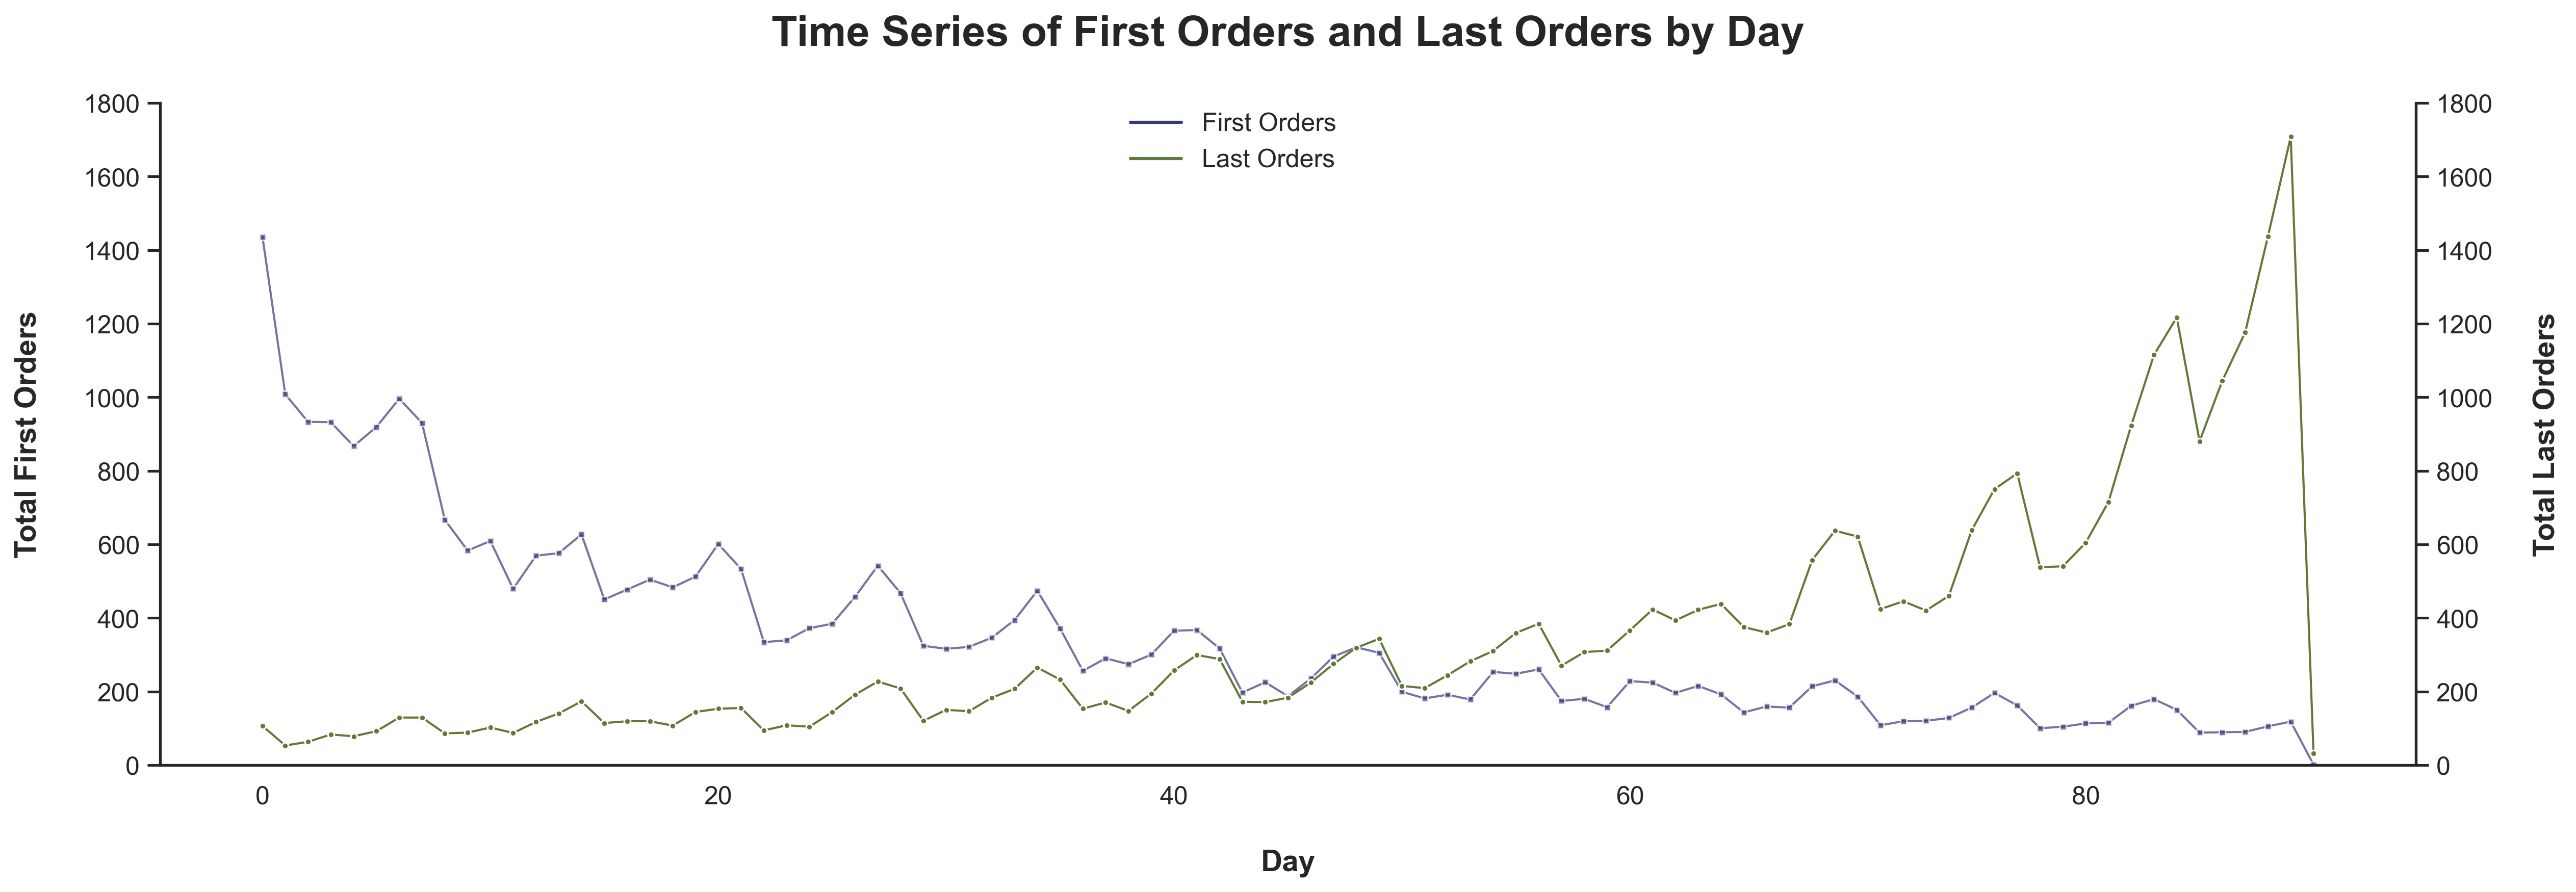 Time Series of First Orders and Last Orders by Day
First Orders
Last Orders
Total First Orders
1800
1600
1400
1200
1000
800
600
400
200
0
Total Last Orders
1800
1600
1400
1200
1000
800
600
400
200
0
0 20 40 60 80
Day